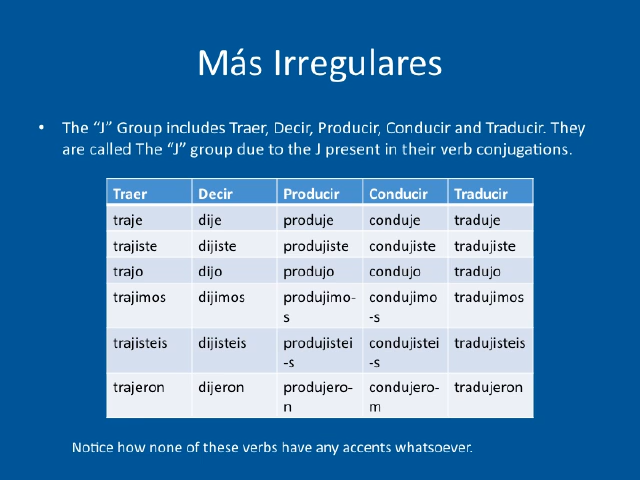 Más Irregulares
• The “J” Group includes Traer, Decir, Producir, Conducir and Traducir. They
are called The “J” group due to the J present in their verb conjugations.
Traer Decir Producir Conducir Traducir
traje dije produje conduje traduje
trajiste dijiste produjiste condujiste tradujiste
trajo dijo produjo condujo tradujo
trajimos dijimos produjimo- condujimo tradujimos
s -s
trajisteis dijisteis produjistei condujistei tradujisteis
-s -s
trajeron dijeron produjero- condujero- tradujeron
n m
Notice how none of these verbs have any accents whatsoever.